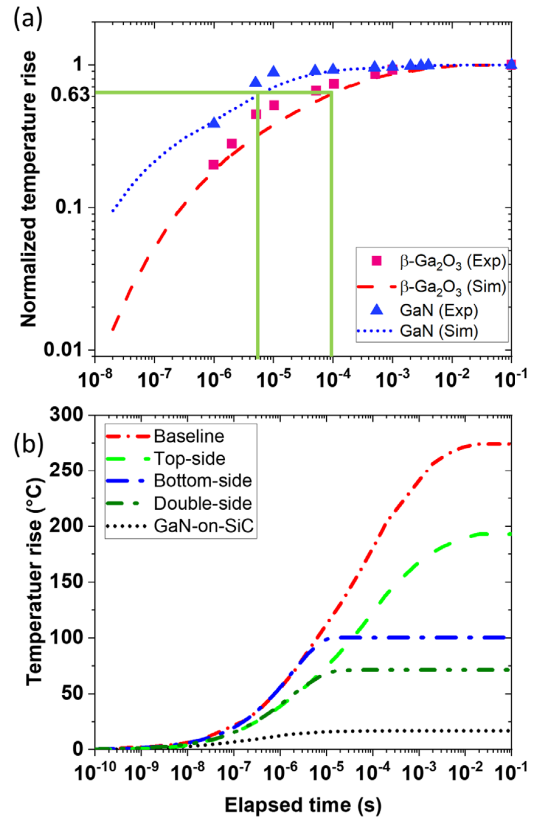 (a)
Normalized temperature rise
1
0.63
0.1
0.01
β-Ga₂O₃ (Exp)
β-Ga₂O₃ (Sim)
GaN (Exp)
GaN (Sim)
10⁻⁸ 10⁻⁷ 10⁻⁶ 10⁻⁵ 10⁻⁴ 10⁻³ 10⁻² 10⁻¹
(b)
Temperatuer rise (°C)
300
250
200
150
100
50
0
Baseline
Top-side
Bottom-side
Double-side
GaN-on-SiC
10⁻¹⁰ 10⁻⁹ 10⁻⁸ 10⁻⁷ 10⁻⁶ 10⁻⁵ 10⁻⁴ 10⁻³ 10⁻² 10⁻¹
Elapsed time (s)